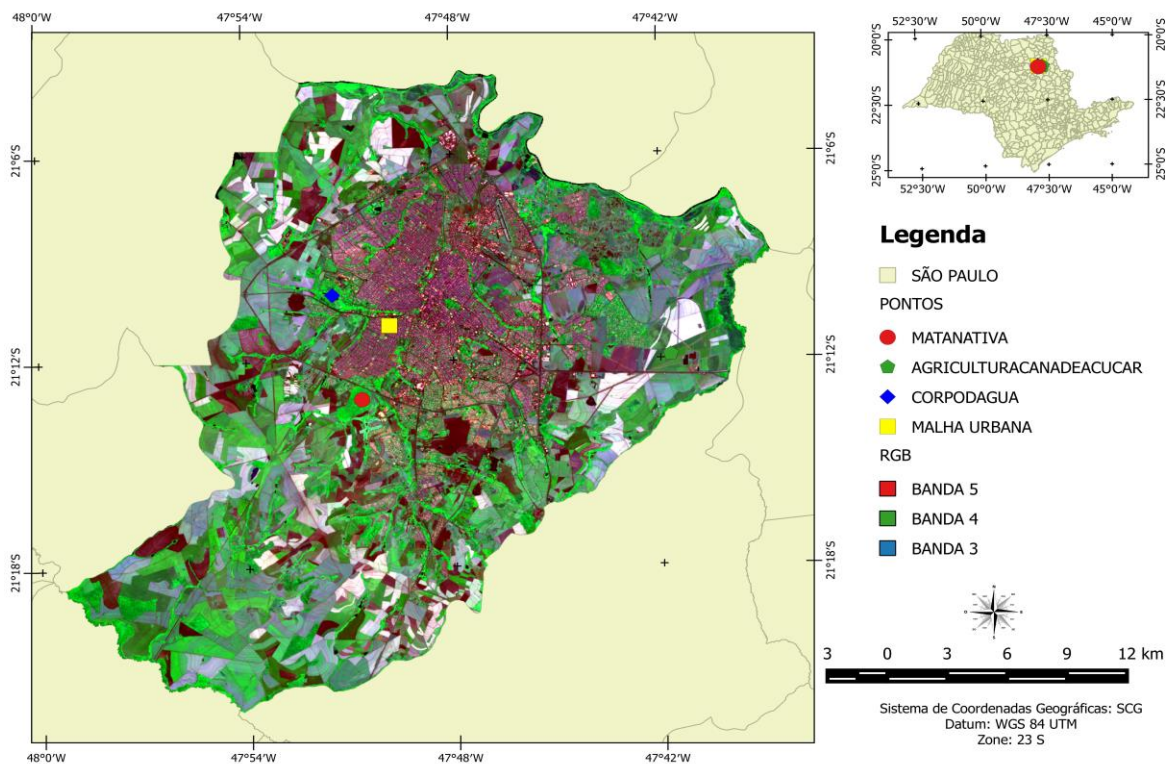 48°0'W 47°54'W 47°48'W 47°42'W
21°6'S 21°6'S
21°12'S 21°12'S
21°18'S 21°18'S
48°0'W 47°54'W 47°48'W 47°42'W
52°30'W 50°0'W 47°30'W 45°0'W
20°0'S 20°0'S
22°30'S 22°30'S
25°0'S 25°0'S
52°30'W 50°0'W 47°30'W 45°0'W
Legenda
SÃO PAULO
PONTOS
MATANATIVA
AGRICULTURACANADEACUCAR
CORPODAGUA
MALHA URBANA
RGB
BANDA 5
BANDA 4
BANDA 3
3 0 3 6 9 12 km
Sistema de Coordenadas Geográficas: SCG
Datum: WGS 84 UTM
Zone: 23 S